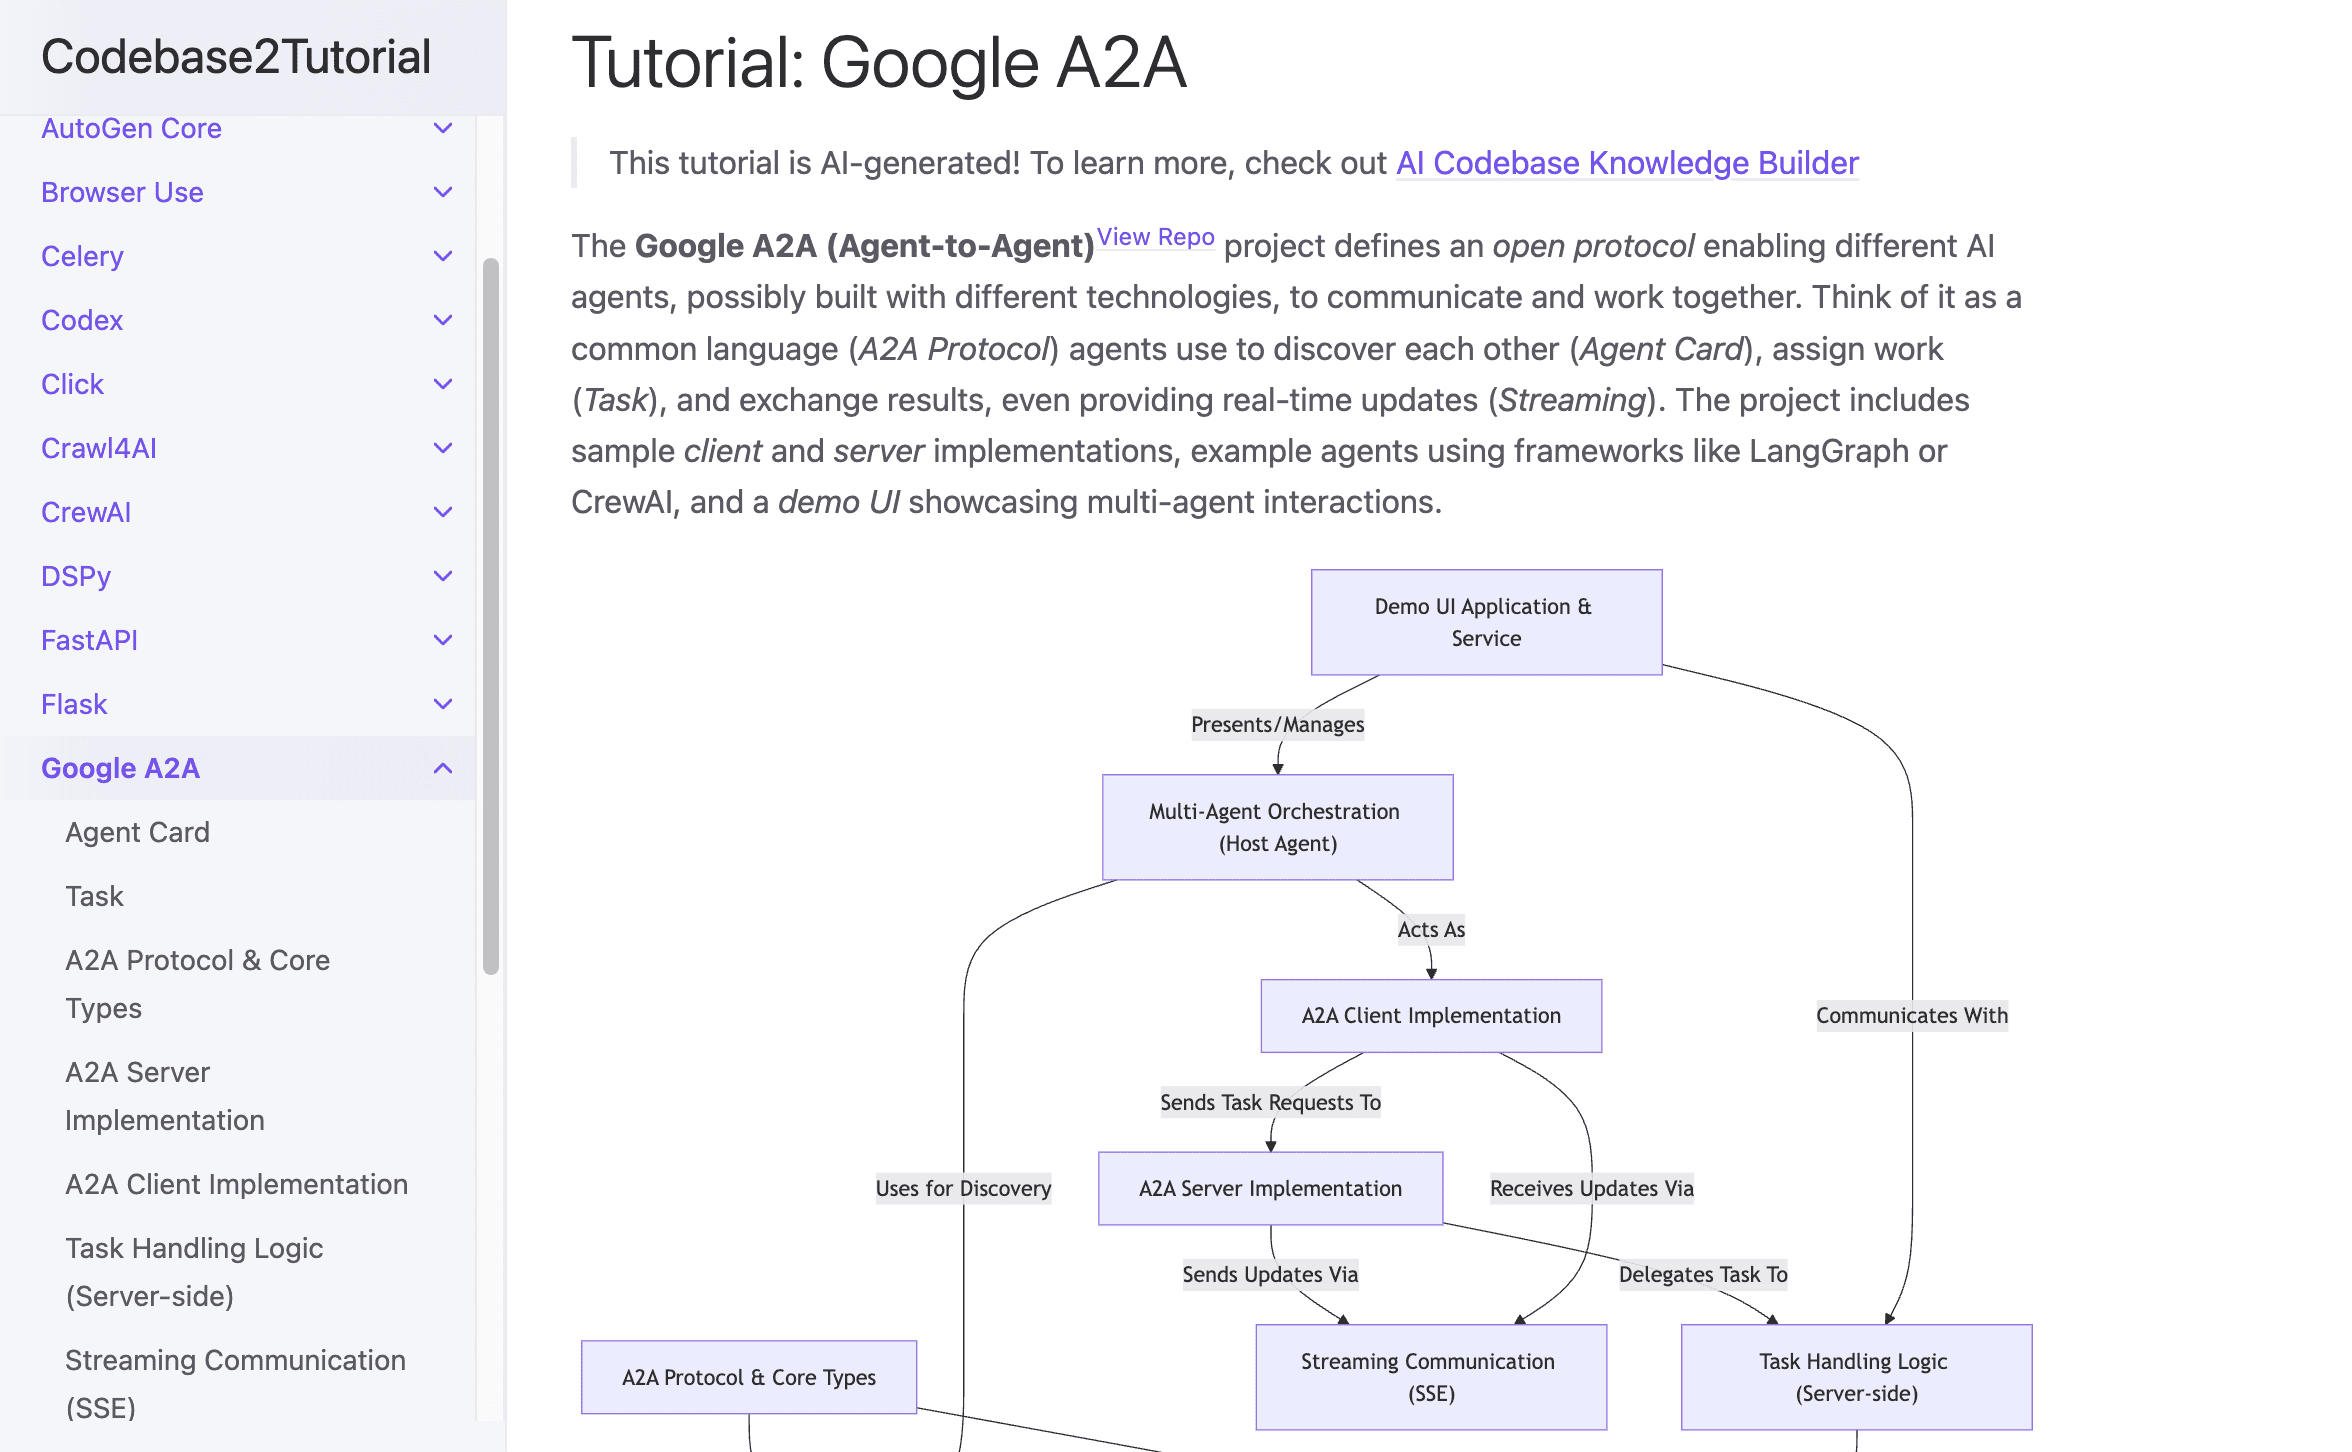 Codebase2Tutorial
AutoGen Core
Browser Use
Celery
Codex
Click
Crawl4AI
CrewAI
DSPy
FastAPI
Flask
Google A2A
Agent Card
Task
A2A Protocol & Core
Types
A2A Server
Implementation
A2A Client Implementation
Task Handling Logic
(Server-side)
Streaming Communication
(SSE)
Tutorial: Google A2A
This tutorial is AI-generated! To learn more, check out AI Codebase Knowledge Builder
The Google A2A (Agent-to-Agent)View Repo project defines an open protocol enabling different AI
agents, possibly built with different technologies, to communicate and work together. Think of it as a
common language (A2A Protocol) agents use to discover each other (Agent Card), assign work
(Task), and exchange results, even providing real-time updates (Streaming). The project includes
sample client and server implementations, example agents using frameworks like LangGraph or
CrewAI, and a demo UI showcasing multi-agent interactions.
Demo UI Application &
Service
Presents/Manages
Multi-Agent Orchestration
(Host Agent)
Acts As
A2A Client Implementation
Communicates With
Sends Task Requests To
Uses for Discovery
A2A Server Implementation
Receives Updates Via
Sends Updates Via
Delegates Task To
A2A Protocol & Core Types
Streaming Communication
(SSE)
Task Handling Logic
(Server-side)